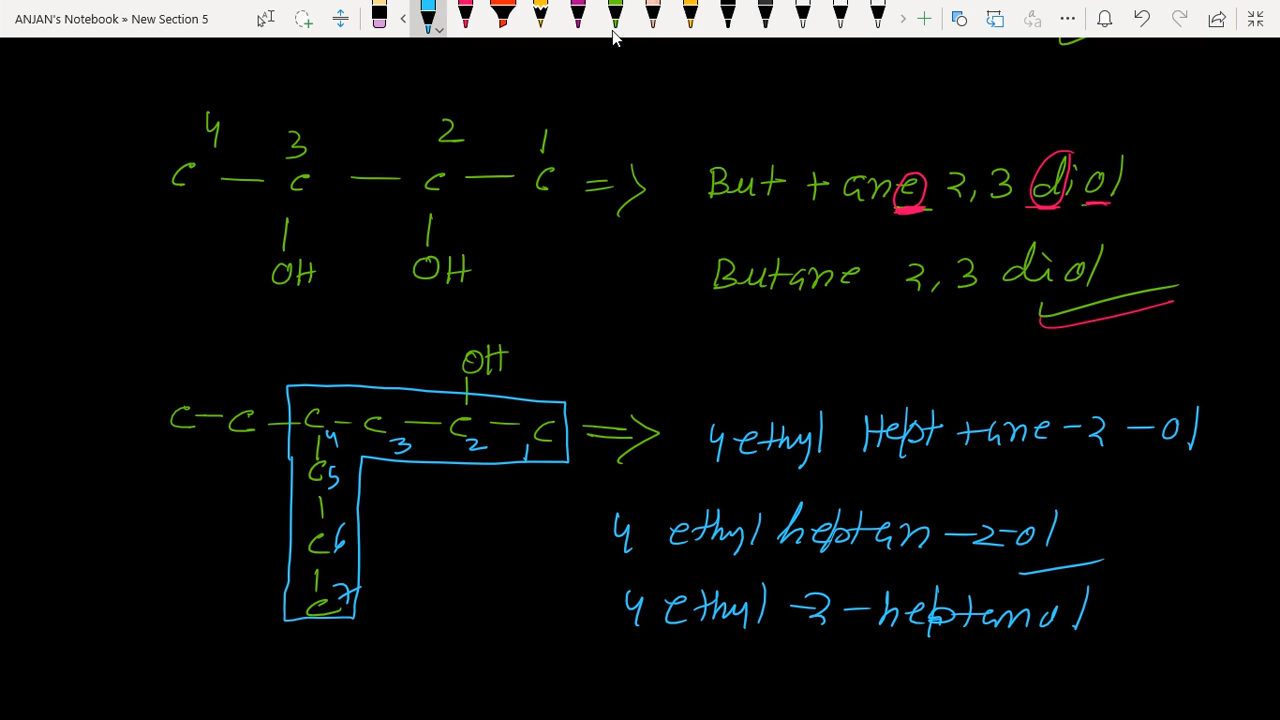 ANJAN's Notebook » New Section 5
4 3 2 1
C — C — C — C => But + ane 2,3 diol
OH OH
Butane 2,3 diol
OH
C-C-C-C-C-C => 4 ethyl Hept + ane-2-ol
4 3 2 1
C5
C6
C7
4 ethyl heptan-2-ol
4 ethyl -2-heptanol